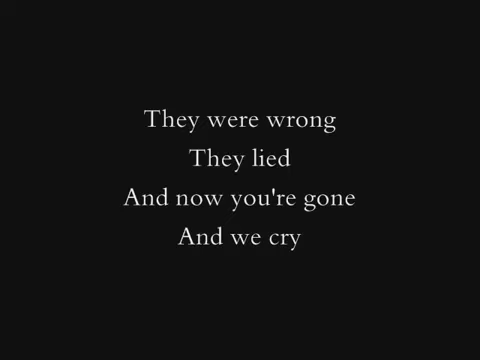 They were wrong
They lied
And now you're gone
And we cry